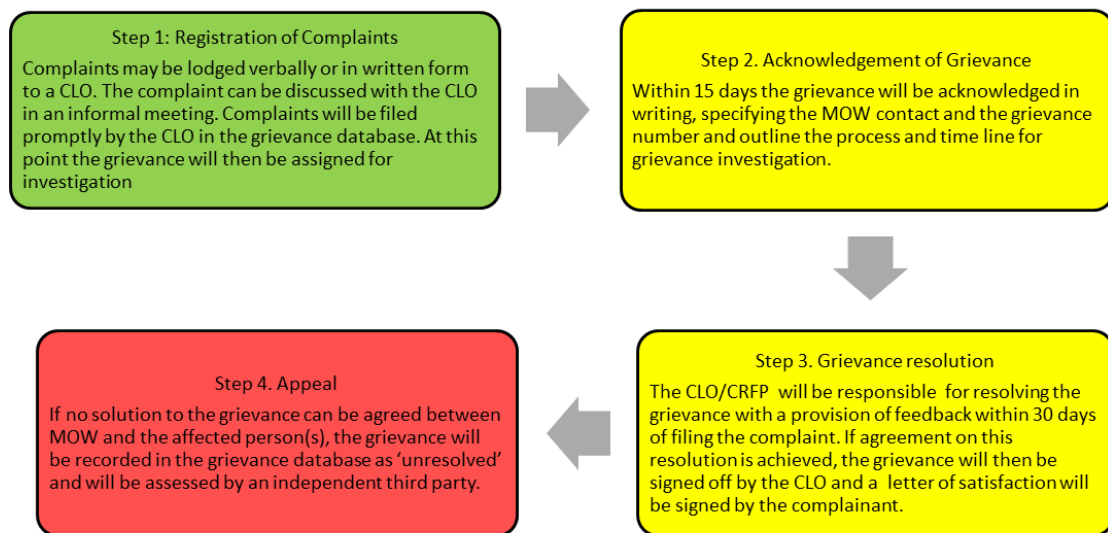 Step 1: Registration of Complaints
Complaints may be lodged verbally or in written form
to a CLO. The complaint can be discussed with the CLO
in an informal meeting. Complaints will be filed
promptly by the CLO in the grievance database. At this
point the grievance will then be assigned for
investigation
Step 2. Acknowledgement of Grievance
Within 15 days the grievance will be acknowledged in
writing, specifying the MOW contact and the grievance
number and outline the process and time line for
grievance investigation.
Step 3. Grievance resolution
The CLO/CRFP will be responsible for resolving the
grievance with a provision of feedback within 30 days
of filing the complaint. If agreement on this
resolution is achieved, the grievance will then be
signed off by the CLO and a letter of satisfaction will
be signed by the complainant.
Step 4. Appeal
If no solution to the grievance can be agreed between
MOW and the affected person(s), the grievance will
be recorded in the grievance database as ‘unresolved’
and will be assessed by an independent third party.